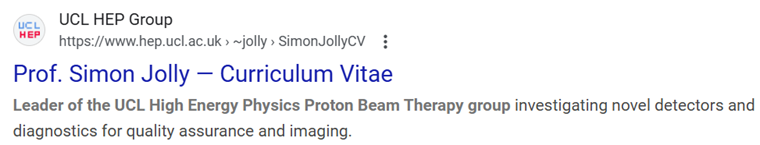 UCL HEP
UCL HEP Group
https://www.hep.ucl.ac.uk › ~jolly › SimonJollyCV
Prof. Simon Jolly — Curriculum Vitae
Leader of the UCL High Energy Physics Proton Beam Therapy group investigating novel detectors and
diagnostics for quality assurance and imaging.